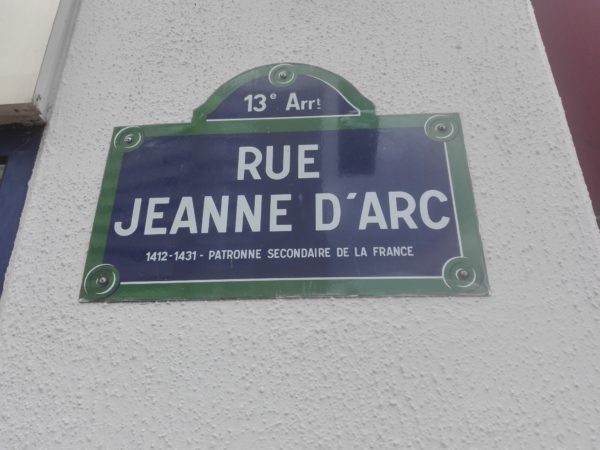 13e Arrt
RUE
JEANNE D'ARC
1412-1431 - PATRONNE SECONDAIRE DE LA FRANCE